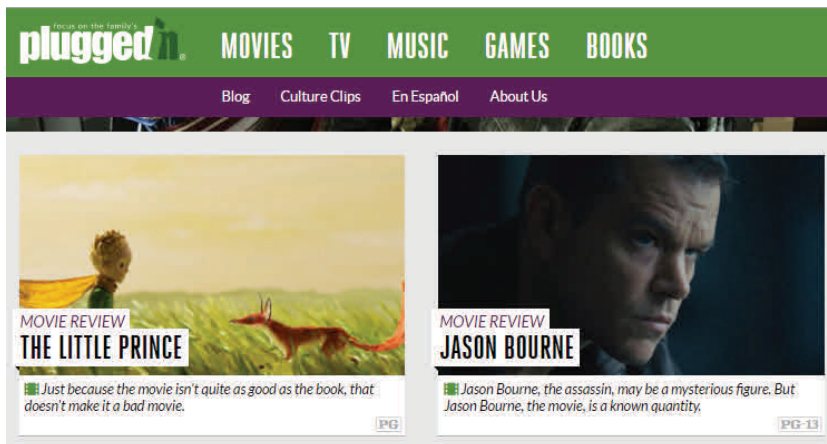 focus on the family's
pluggedin®
MOVIES TV MUSIC GAMES BOOKS
Blog Culture Clips En Español About Us
MOVIE REVIEW
THE LITTLE PRINCE
Just because the movie isn't quite as good as the book, that
doesn't make it a bad movie.
PG
MOVIE REVIEW
JASON BOURNE
Jason Bourne, the assassin, may be a mysterious figure. But
Jason Bourne, the movie, is a known quantity.
PG-13